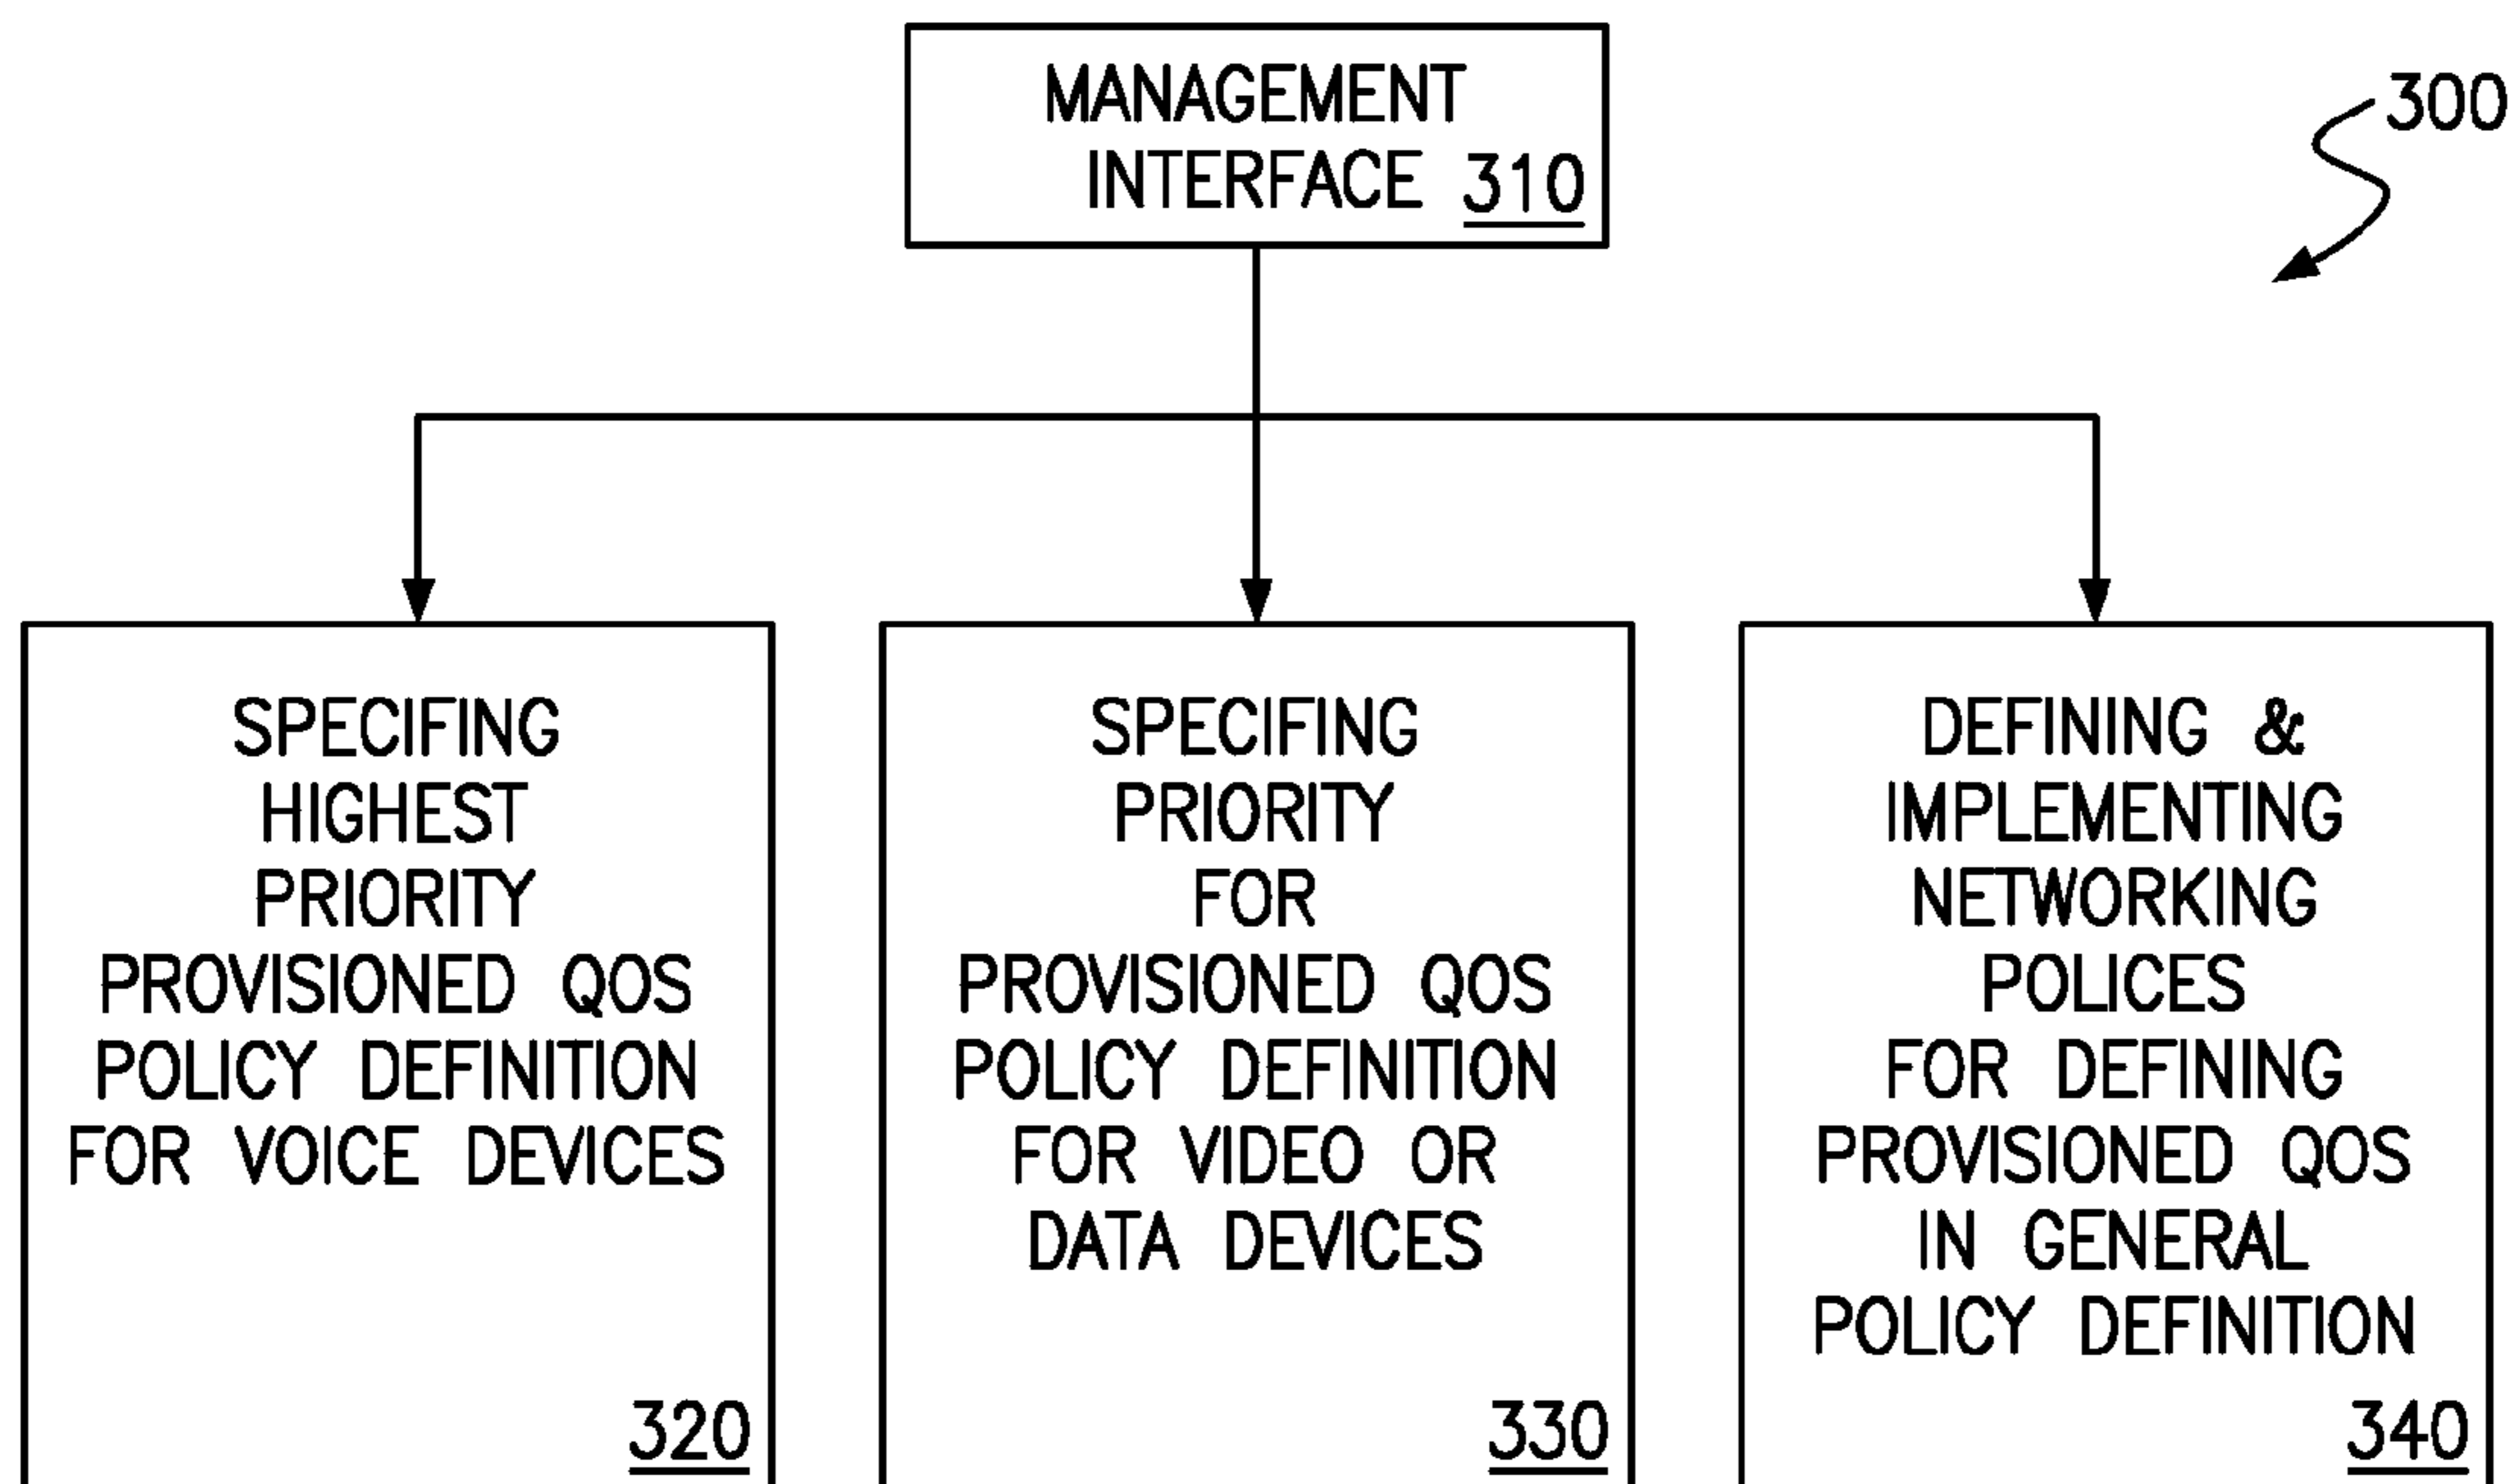 MANAGEMENT
INTERFACE 310
300
SPECIFING
HIGHEST
PRIORITY
PROVISIONED QOS
POLICY DEFINITION
FOR VOICE DEVICES
320
SPECIFING
PRIORITY
FOR
PROVISIONED QOS
POLICY DEFINITION
FOR VIDEO OR
DATA DEVICES
330
DEFINING &
IMPLEMENTING
NETWORKING
POLICES
FOR DEFINING
PROVISIONED QOS
IN GENERAL
POLICY DEFINITION
340